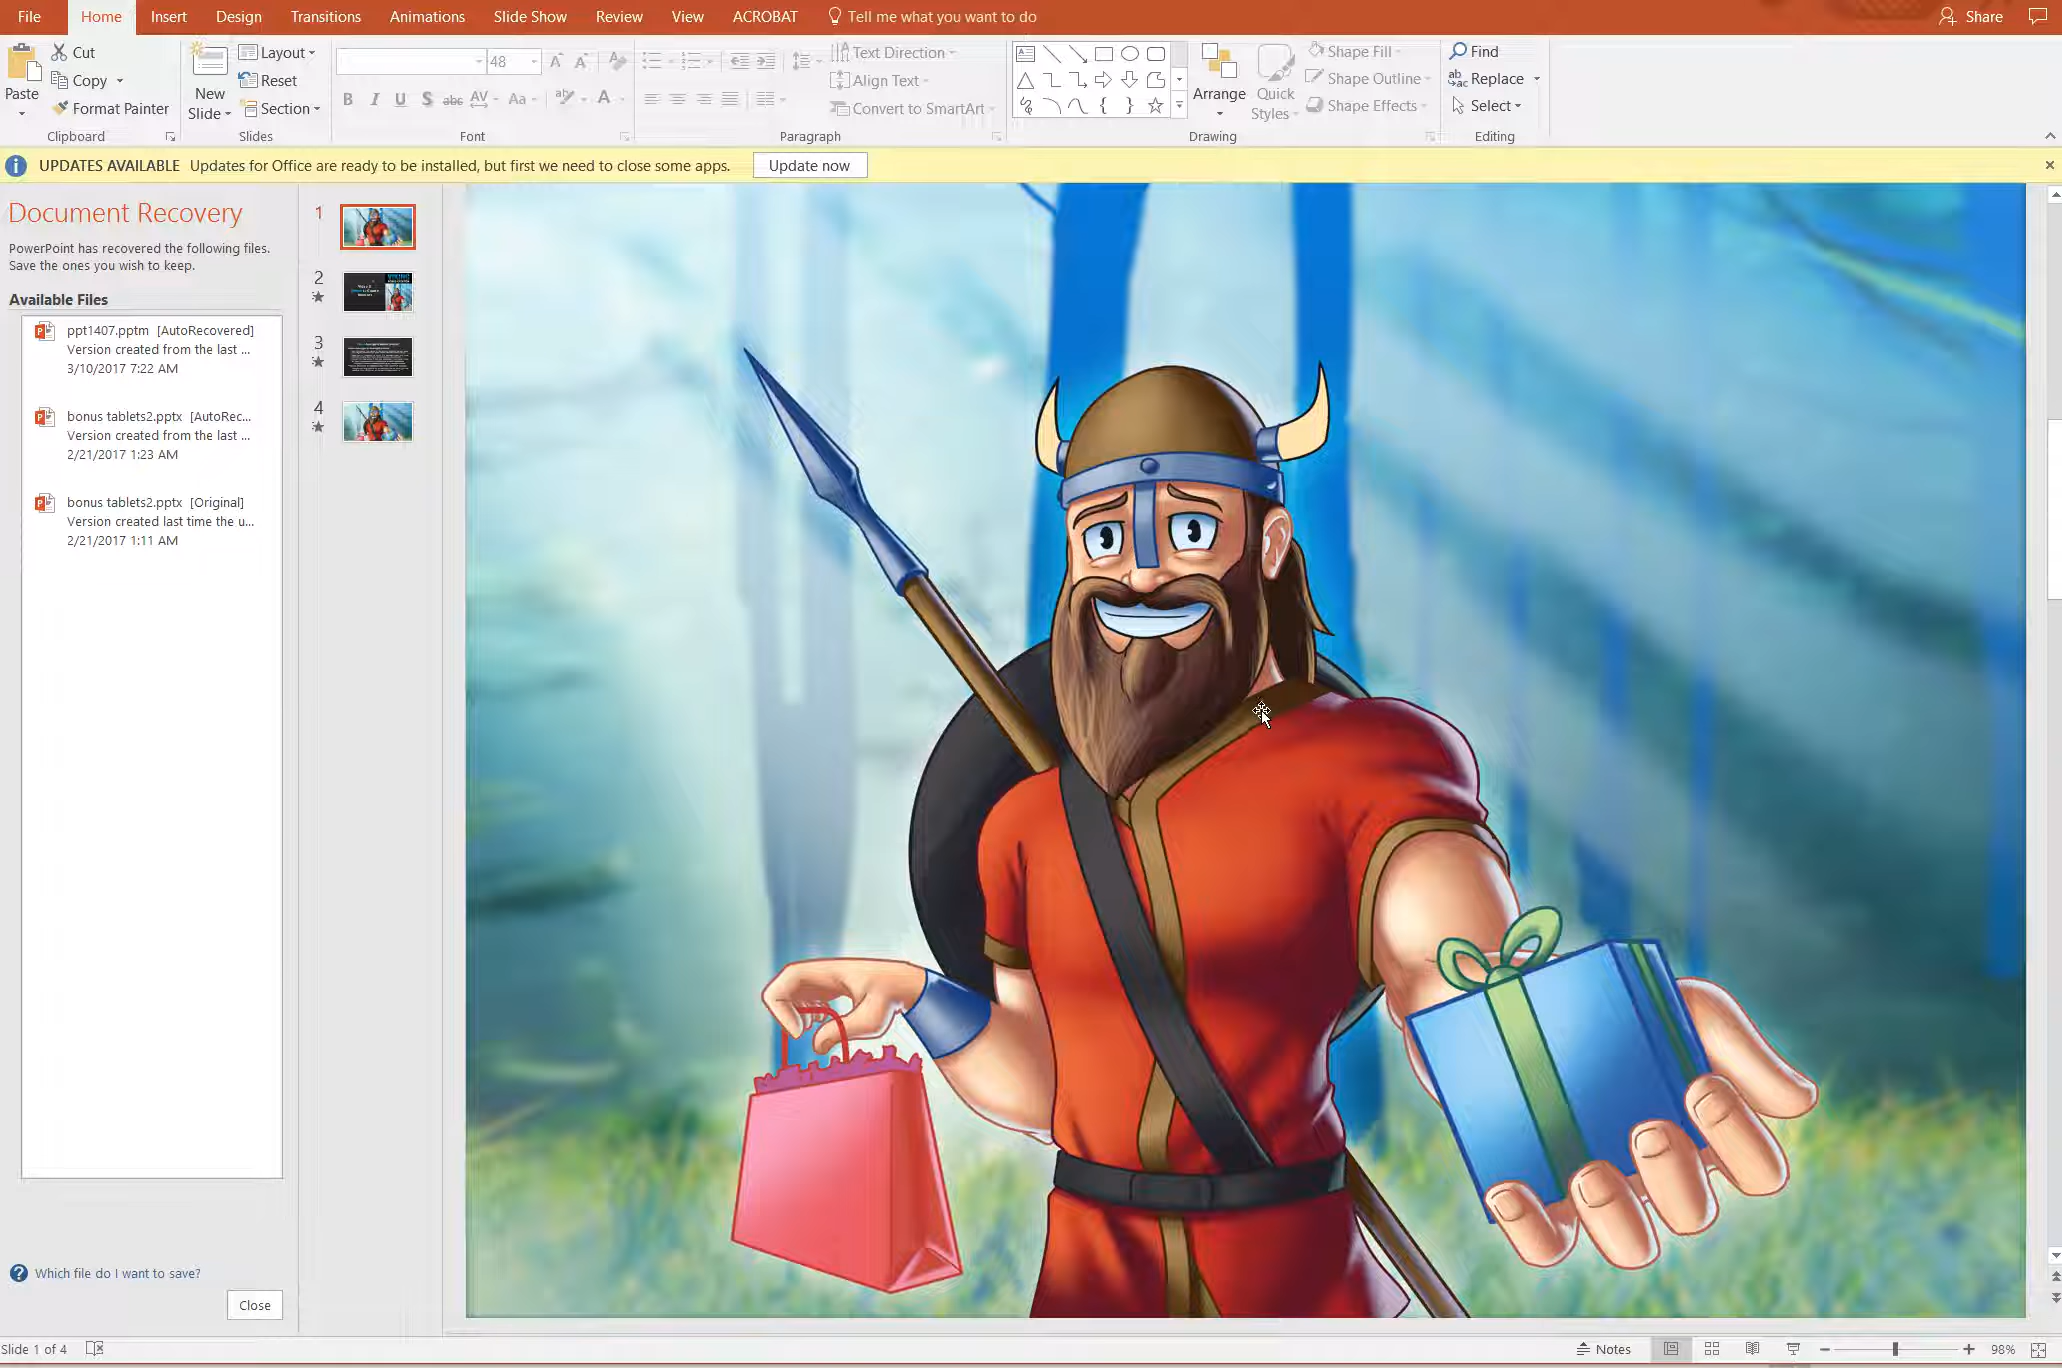 File Home Insert Design Transitions Animations Slide Show Review View ACROBAT Tell me what you want to do Share
Cut
Copy
Format Painter
Paste
Clipboard
New
Slide
Layout
Reset
Section
Slides
48
B I U S abc AV Aa A
Font
Text Direction
Align Text
Convert to SmartArt
Paragraph
Arrange
Quick
Styles
Shape Fill
Shape Outline
Shape Effects
Drawing
Find
Replace
Select
Editing
UPDATES AVAILABLE Updates for Office are ready to be installed, but first we need to close some apps. Update now
Document Recovery
PowerPoint has recovered the following files.
Save the ones you wish to keep.
Available Files
ppt1407.pptm [AutoRecovered]
Version created from the last ...
3/10/2017 7:22 AM
bonus tablets2.pptx [AutoRec...
Version created from the last ...
2/21/2017 1:23 AM
bonus tablets2.pptx [Original]
Version created last time the u...
2/21/2017 1:11 AM
Which file do I want to save?
Close
1
2
3
4
Slide 1 of 4
Notes
98%